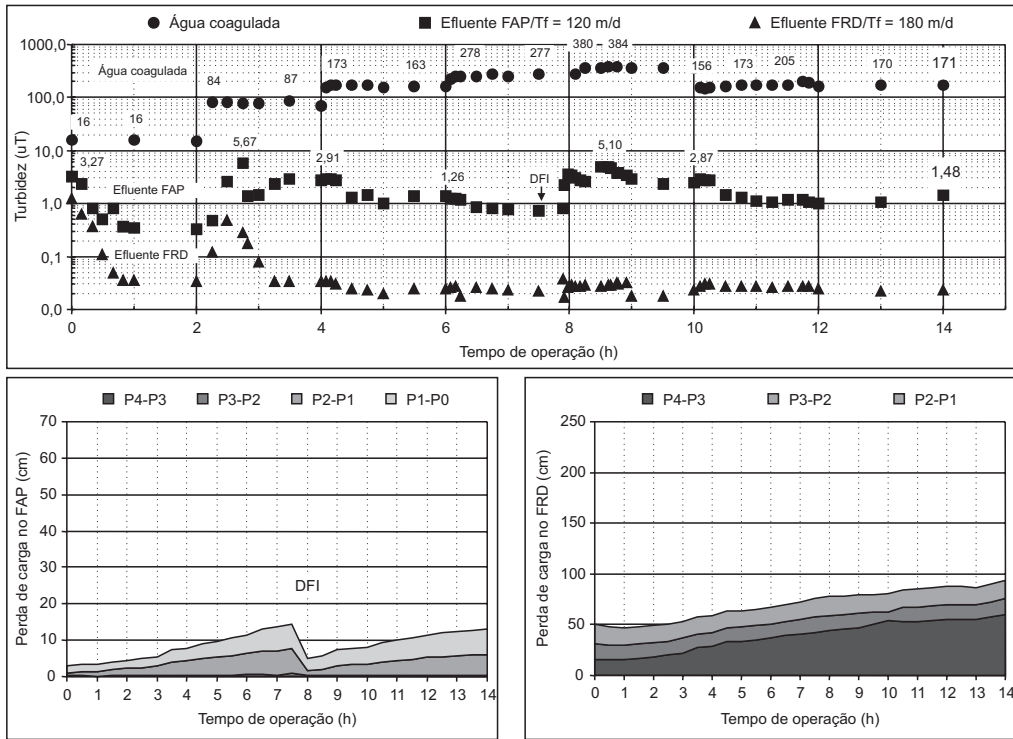 Água coagulada
Efluente FAP/Tf = 120 m/d
Efluente FRD/Tf = 180 m/d
Turbidez (uT)
1000,0
100,0
10,0
1,0
0,1
0,0
Água coagulada
16
16
84
87
173
163
278
277
380
384
156
173
205
170
171
3,27
Efluente FAP
5,67
2,91
1,26
DFI
5,10
2,87
1,48
Efluente FRD
0
2
4
6
8
10
12
14
Tempo de operação (h)
P4-P3
P3-P2
P2-P1
P1-P0
Perda de carga no FAP (cm)
70
60
50
40
30
20
10
0
DFI
0 1 2 3 4 5 6 7 8 9 10 11 12 13 14
Tempo de operação (h)
P4-P3
P3-P2
P2-P1
Perda de carga no FRD (cm)
250
200
150
100
50
0
0 1 2 3 4 5 6 7 8 9 10 11 12 13 14
Tempo de operação (h)